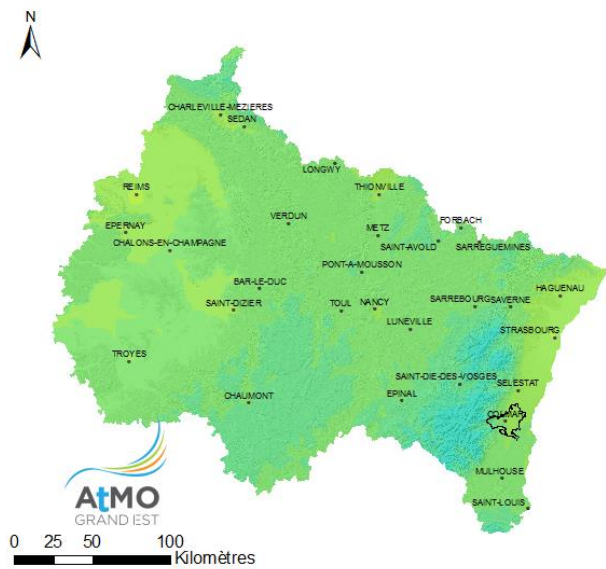 N
CHARLEVILLE-MEZIERES
SEDAN
LONGWY
REIMS
THIONVILLE
EPERNAY
VERDUN
METZ
FORBACH
CHALONS-EN-CHAMPAGNE
SAINT-AVOLD
SARREGUEMINES
PONT-A-MOUSSON
BAR-LE-DUC
HAGUENAU
SAINT-DIZIER
TOUL
NANCY
SARREBOURG
SAVERNE
LUNEVILLE
STRASBOURG
TROYES
SAINT-DIE-DES-VOSGES
SELESTAT
CHAUMONT
EPINAL
COLMAR
MULHOUSE
SAINT-LOUIS
AtMO
GRAND EST
0 25 50 100
Kilomètres